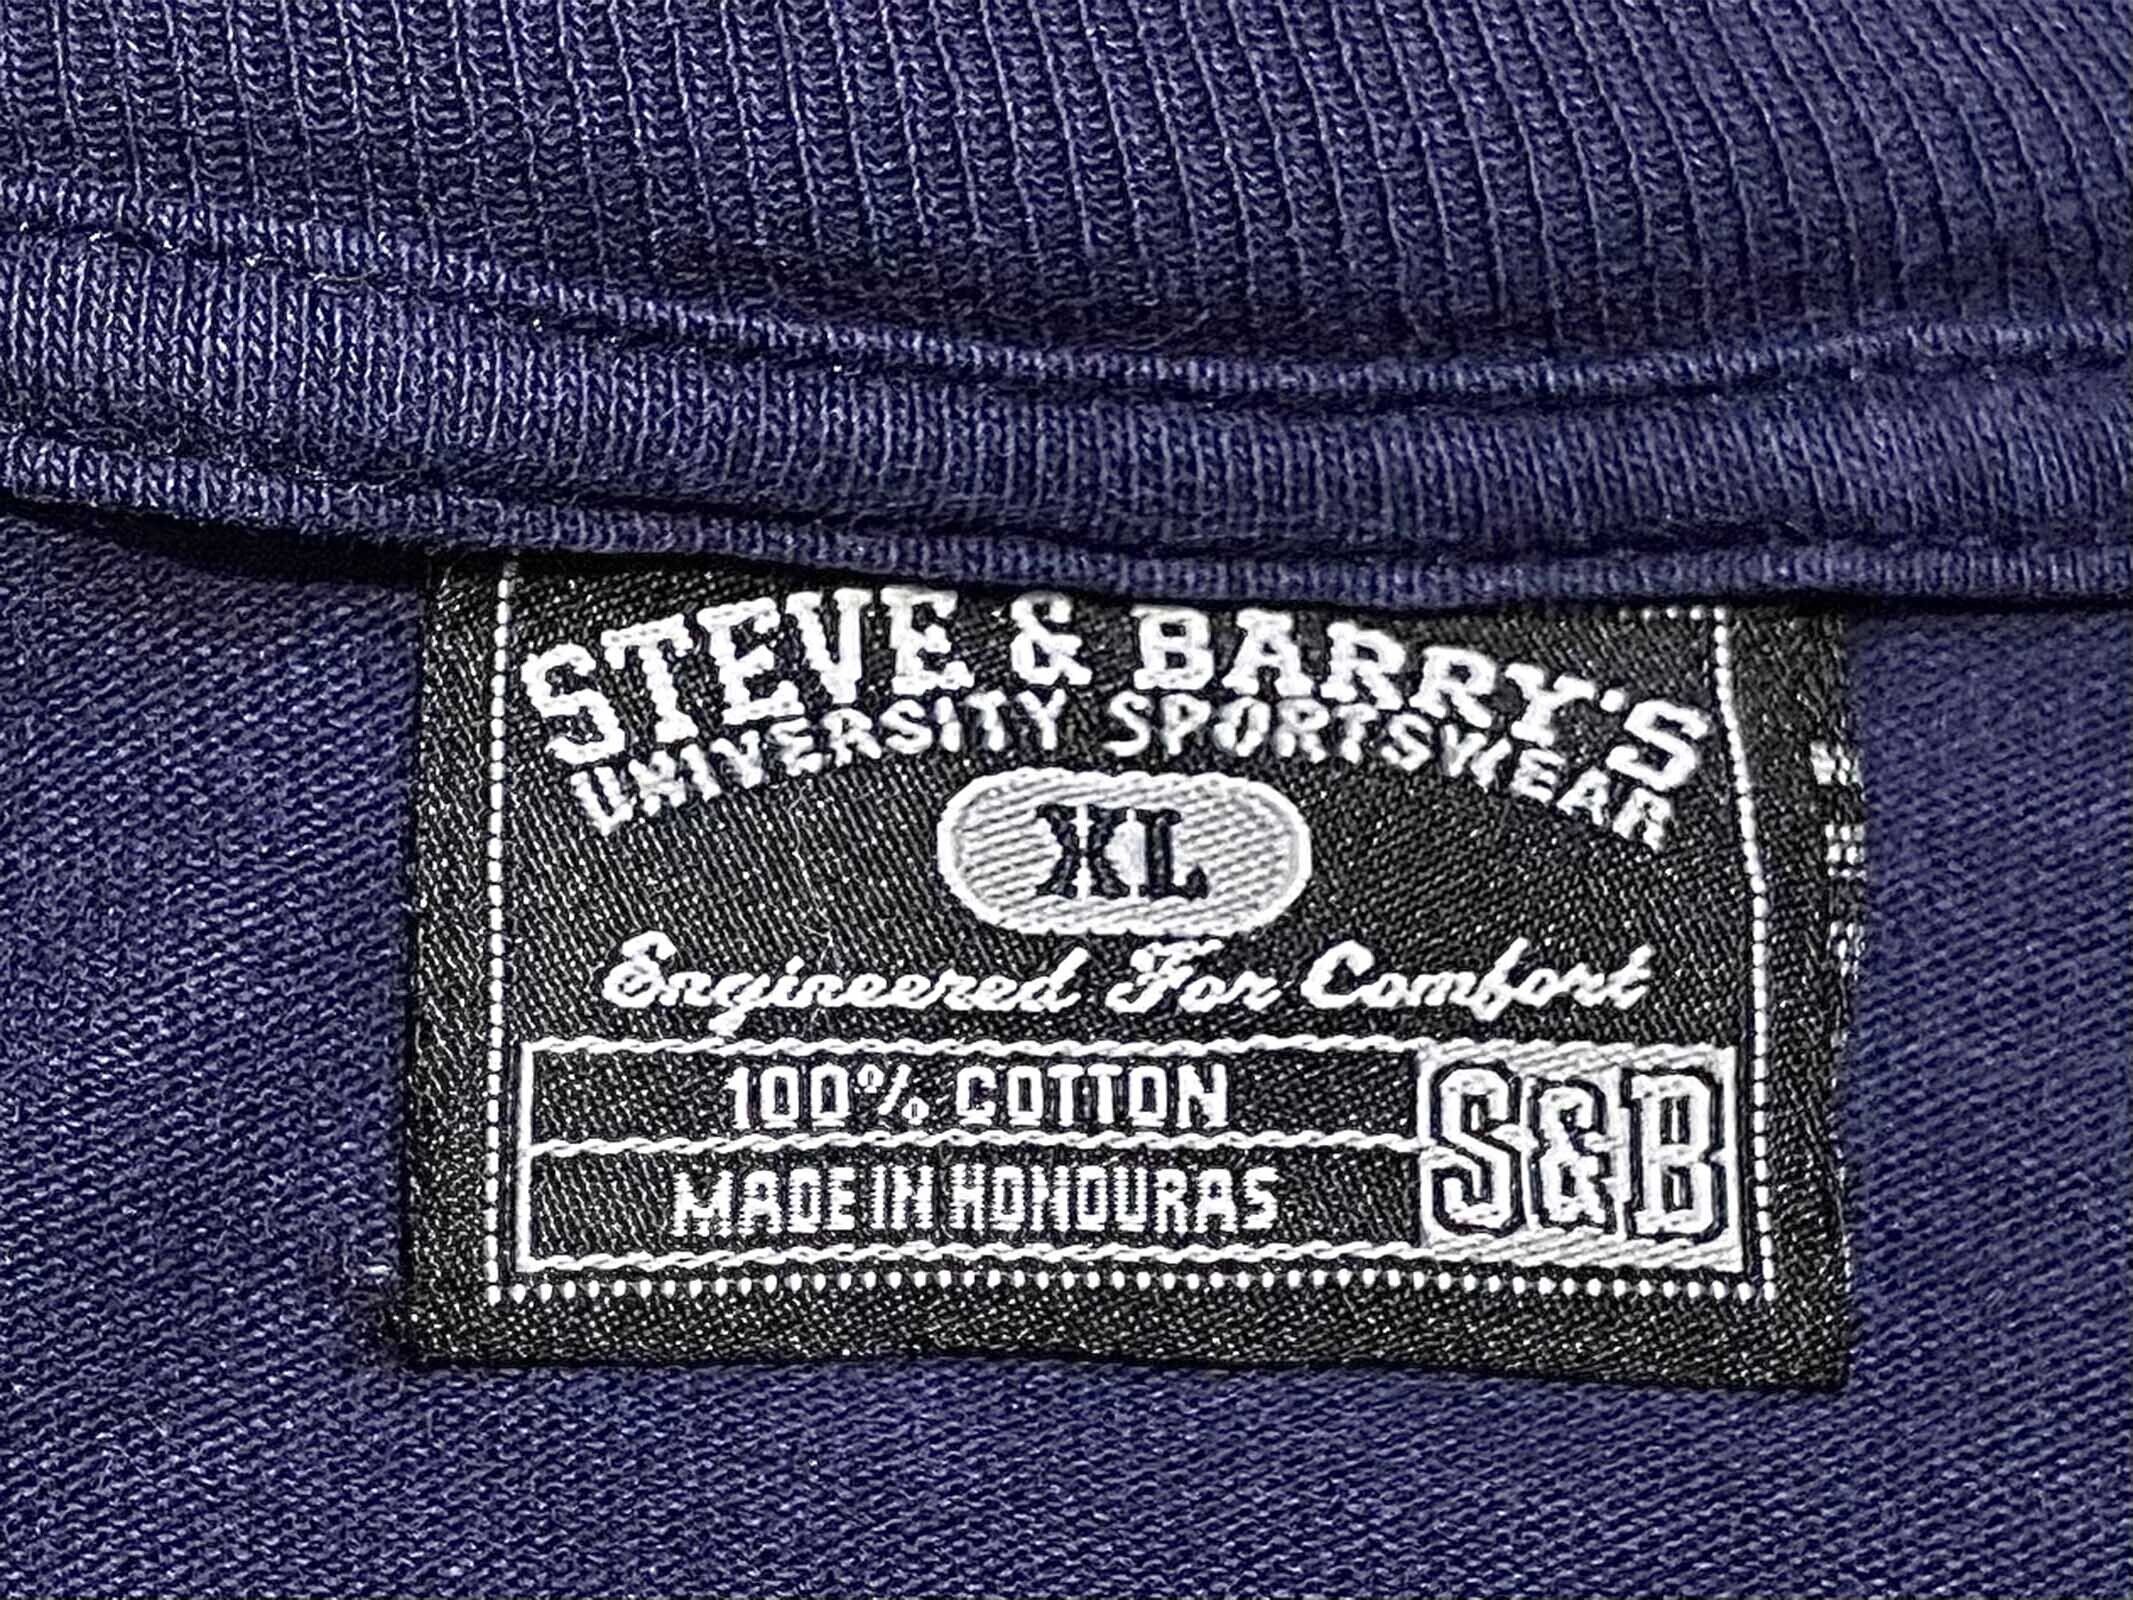 STEVE & BARRY'S
UNIVERSITY SPORTSWEAR
XL
Engineered For Comfort
100% COTTON
MADE IN HONDURAS
S&B